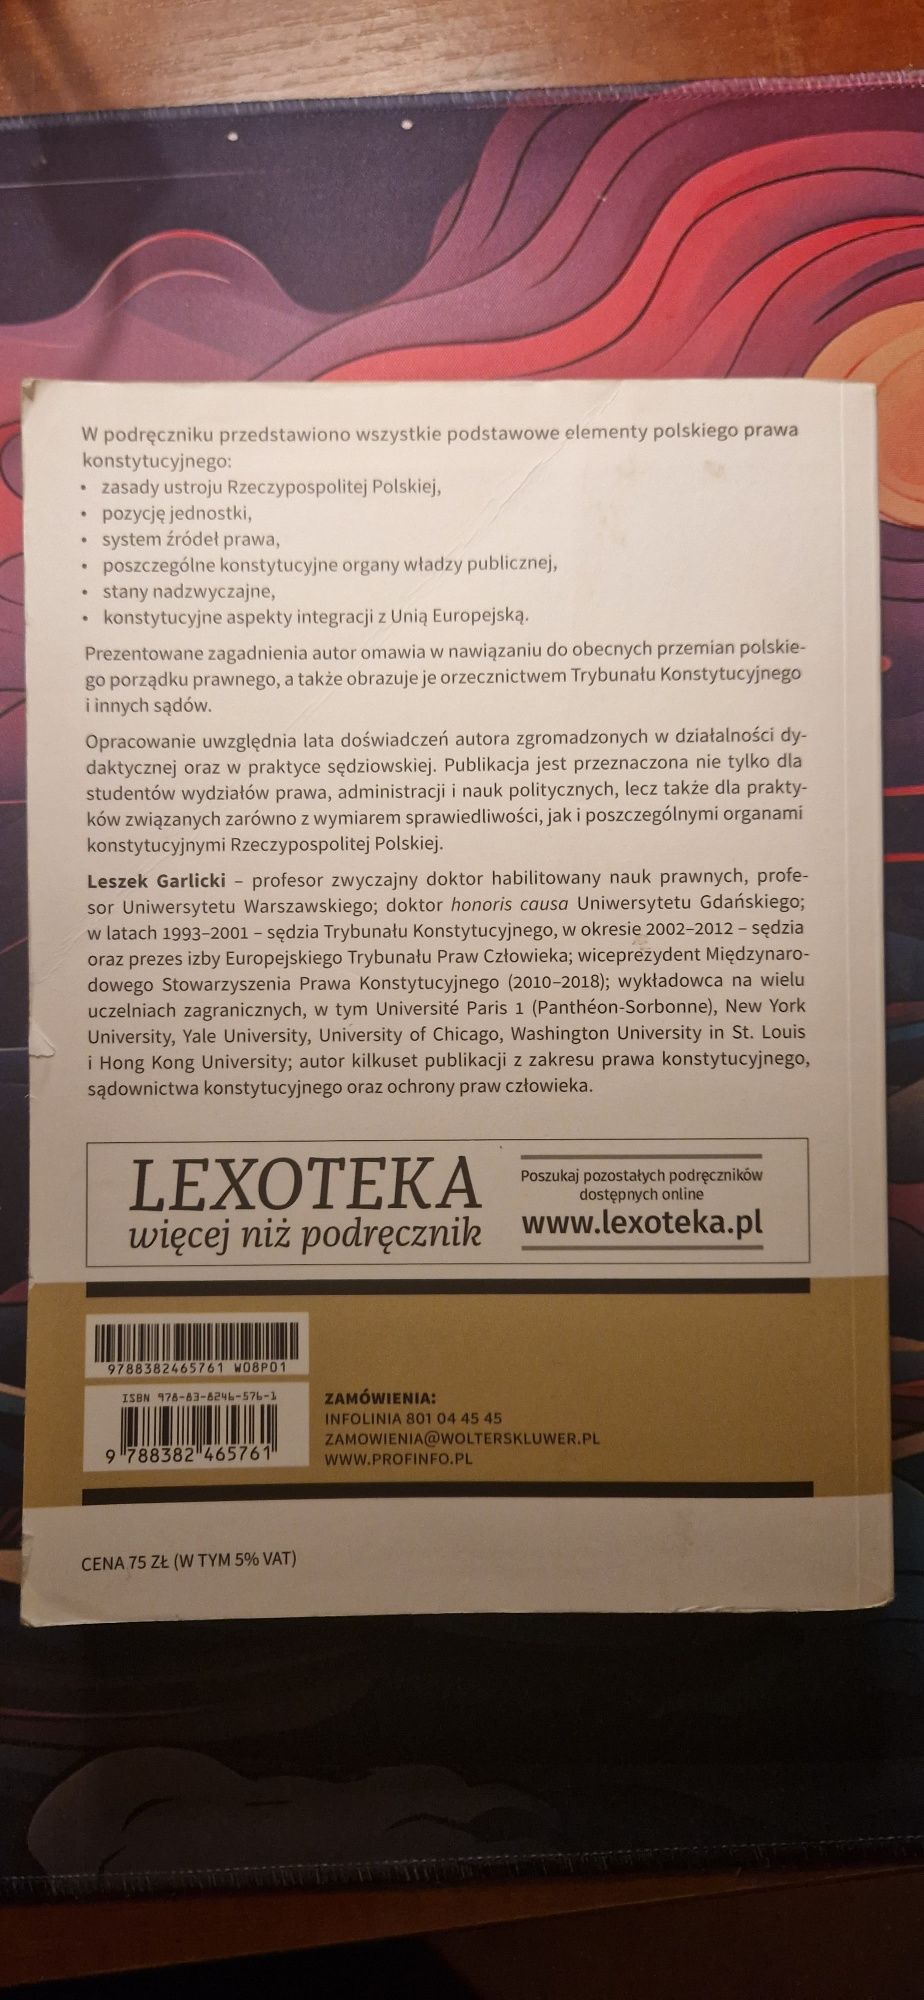 W podręczniku przedstawiono wszystkie podstawowe elementy polskiego prawa
konstytucyjnego:
• zasady ustroju Rzeczypospolitej Polskiej,
• pozycję jednostki,
• system źródeł prawa,
• poszczególne konstytucyjne organy władzy publicznej,
• stany nadzwyczajne,
• konstytucyjne aspekty integracji z Unią Europejską.
Prezentowane zagadnienia autor omawia w nawiązaniu do obecnych przemian polskie-
go porządku prawnego, a także obrazuje je orzecznictwem Trybunału Konstytucyjnego
i innych sądów.
Opracowanie uwzględnia lata doświadczeń autora zgromadzonych w działalności dy-
daktycznej oraz w praktyce sędziowskiej. Publikacja jest przeznaczona nie tylko dla
studentów wydziałów prawa, administracji i nauk politycznych, lecz także dla prakty-
ków związanych zarówno z wymiarem sprawiedliwości, jak i poszczególnymi organami
konstytucyjnymi Rzeczypospolitej Polskiej.
Leszek Garlicki – profesor zwyczajny doktor habilitowany nauk prawnych, profe-
sor Uniwersytetu Warszawskiego; doktor honoris causa Uniwersytetu Gdańskiego;
w latach 1993–2001 – sędzia Trybunału Konstytucyjnego, w okresie 2002–2012 – sędzia
oraz prezes izby Europejskiego Trybunału Praw Człowieka; wiceprezydent Międzynaro-
dowego Stowarzyszenia Prawa Konstytucyjnego (2010–2018); wykładowca na wielu
uczelniach zagranicznych, w tym Université Paris 1 (Panthéon-Sorbonne), New York
University, Yale University, University of Chicago, Washington University in St. Louis
i Hong Kong University; autor kilkuset publikacji z zakresu prawa konstytucyjnego,
sądownictwa konstytucyjnego oraz ochrony praw człowieka.
LEXOTEKA
więcej niż podręcznik
Poszukaj pozostałych podręczników
dostępnych online
www.lexoteka.pl
9788382465761 W08P01
ISBN 978-83-8246-576-1
9 788382 465761
ZAMÓWIENIA:
INFOLINIA 801 04 45 45
ZAMOWIENIA@WOLTERSKLUWER.PL
WWW.PROFINFO.PL
CENA 75 ZŁ (W TYM 5% VAT)